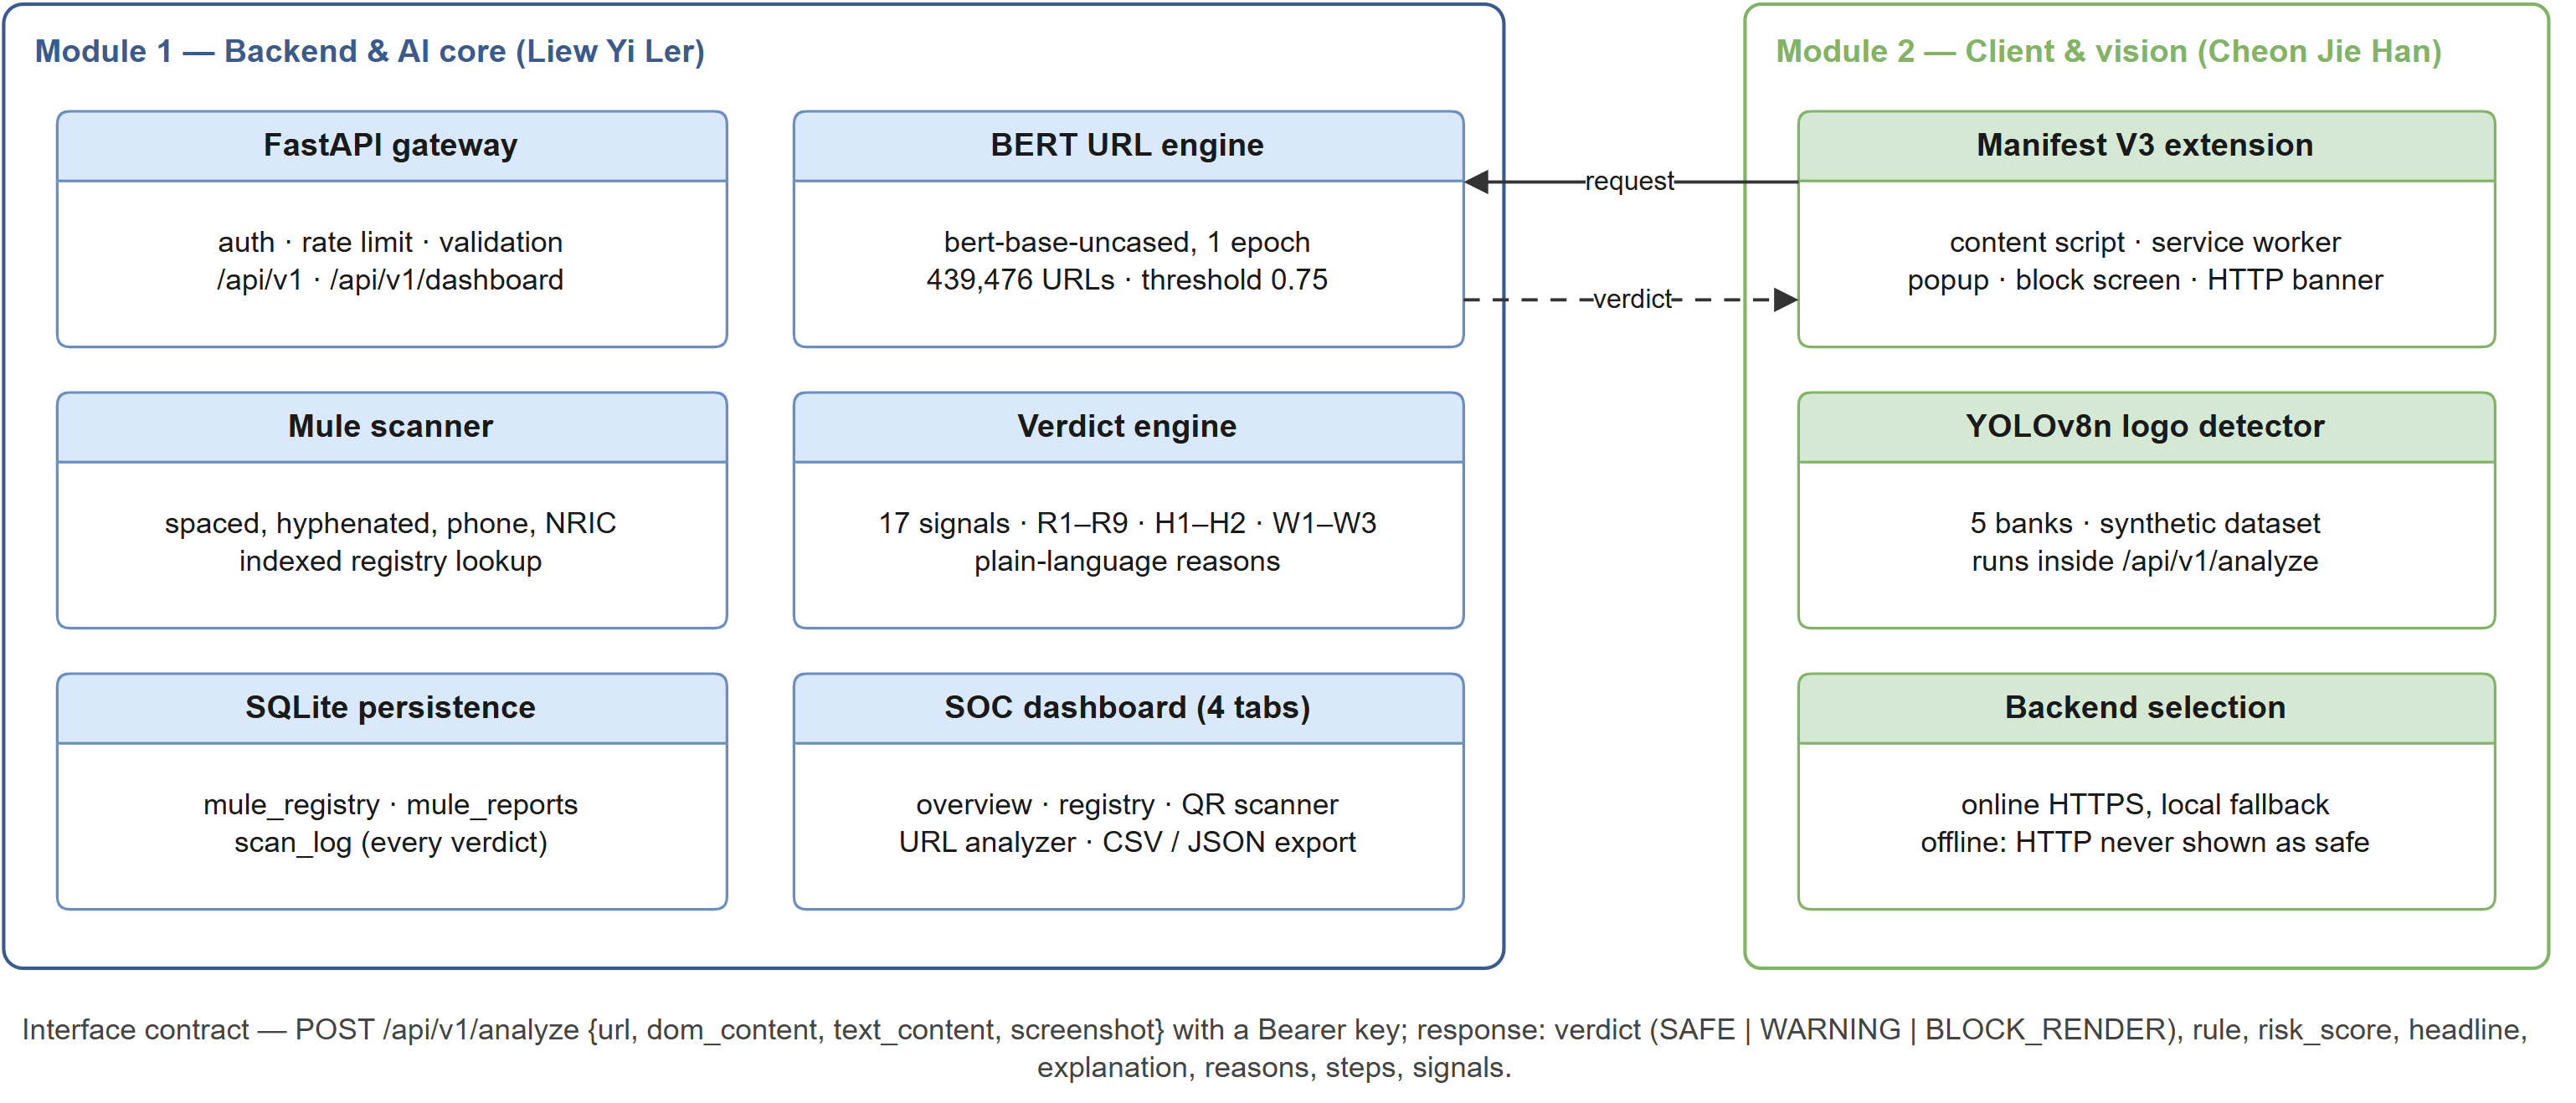 Module 1 — Backend & AI core (Liew Yi Ler)
FastAPI gateway
auth · rate limit · validation
/api/v1 · /api/v1/dashboard
BERT URL engine
bert-base-uncased, 1 epoch
439,476 URLs · threshold 0.75
Mule scanner
spaced, hyphenated, phone, NRIC
indexed registry lookup
Verdict engine
17 signals · R1–R9 · H1–H2 · W1–W3
plain-language reasons
SQLite persistence
mule_registry · mule_reports
scan_log (every verdict)
SOC dashboard (4 tabs)
overview · registry · QR scanner
URL analyzer · CSV / JSON export
request
verdict
Module 2 — Client & vision (Cheon Jie Han)
Manifest V3 extension
content script · service worker
popup · block screen · HTTP banner
YOLOv8n logo detector
5 banks · synthetic dataset
runs inside /api/v1/analyze
Backend selection
online HTTPS, local fallback
offline: HTTP never shown as safe
Interface contract — POST /api/v1/analyze {url, dom_content, text_content, screenshot} with a Bearer key; response: verdict (SAFE | WARNING | BLOCK_RENDER), rule, risk_score, headline,
explanation, reasons, steps, signals.